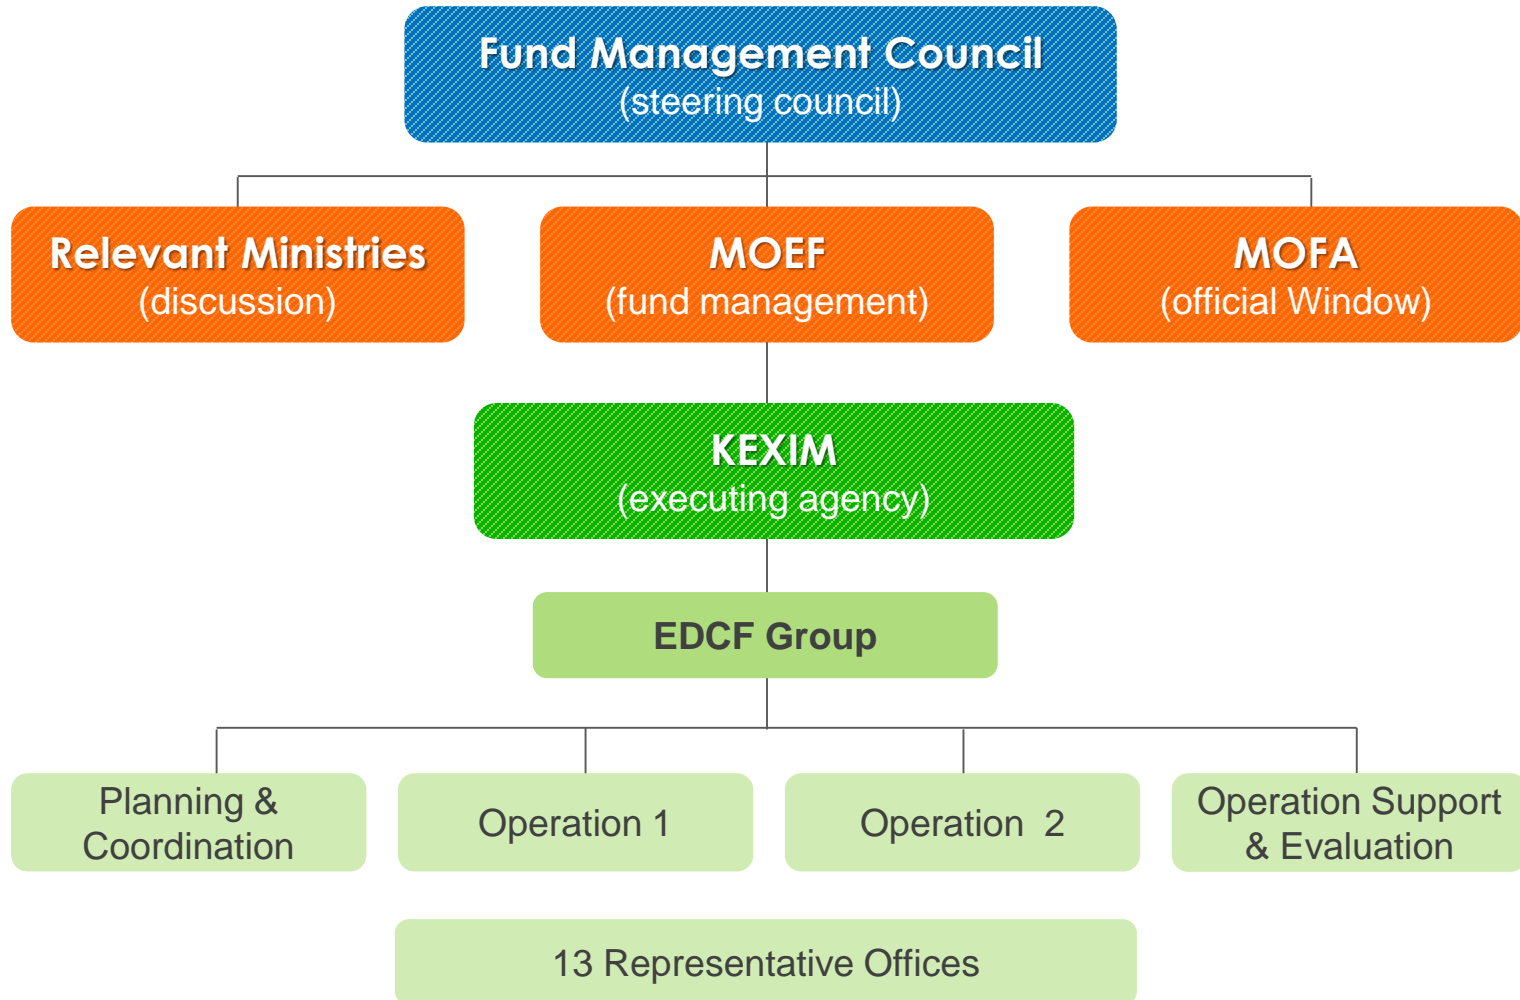 Fund Management Council
(steering council)
Relevant Ministries
(discussion)
MOEF
(fund management)
MOFA
(official Window)
KEXIM
(executing agency)
EDCF Group
Planning &
Coordination
Operation 1
Operation 2
Operation Support
& Evaluation
13 Representative Offices